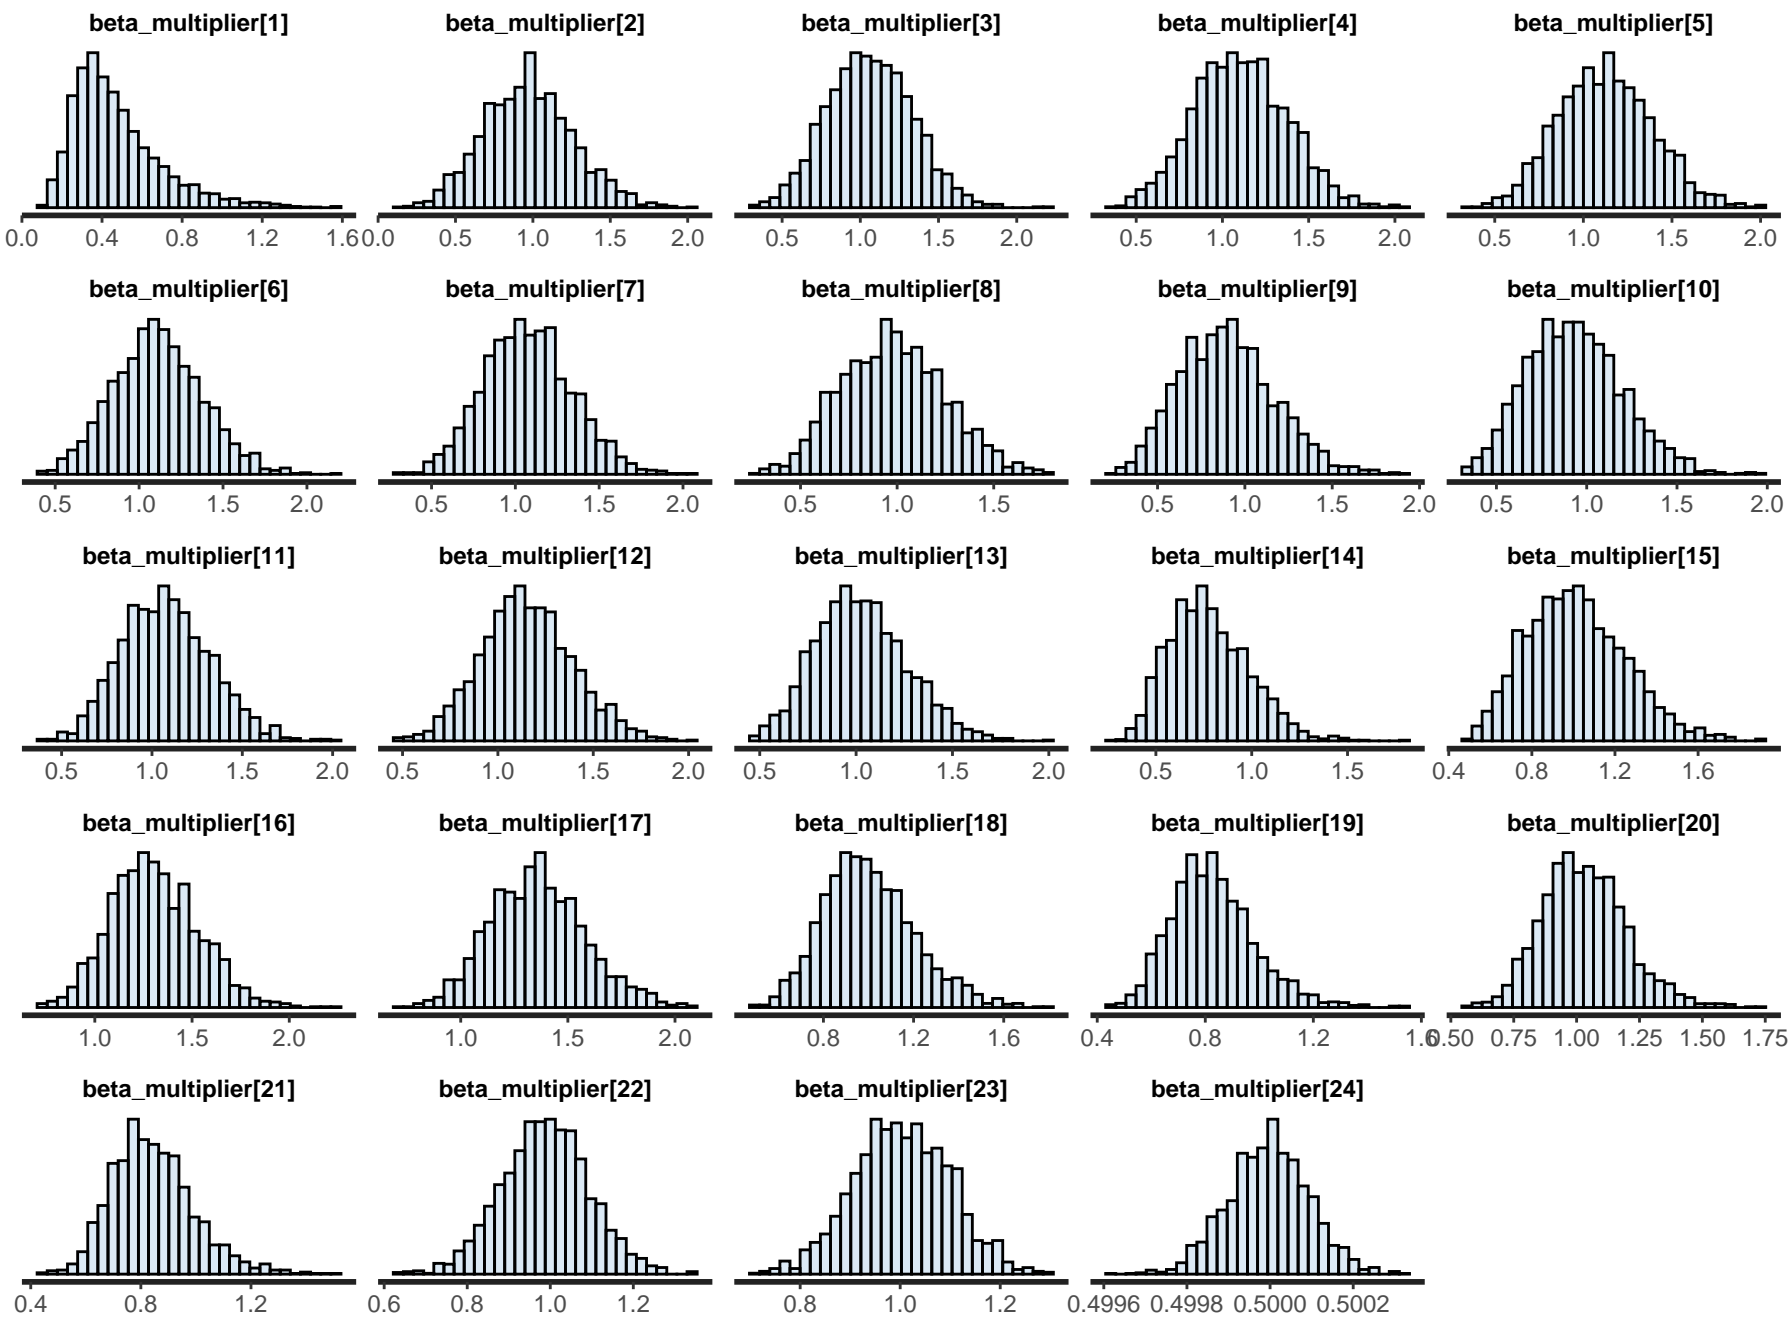 beta_multiplier[1] beta_multiplier[2] beta_multiplier[3] beta_multiplier[4] beta_multiplier[5]
0.0 0.4 0.8 1.2 1.6 0.0 0.5 1.0 1.5 2.0 0.5 1.0 1.5 2.0 0.5 1.0 1.5 2.0 0.5 1.0 1.5 2.0
beta_multiplier[6] beta_multiplier[7] beta_multiplier[8] beta_multiplier[9] beta_multiplier[10]
0.5 1.0 1.5 2.0 0.5 1.0 1.5 2.0 0.5 1.0 1.5 0.5 1.0 1.5 2.0 0.5 1.0 1.5 2.0
beta_multiplier[11] beta_multiplier[12] beta_multiplier[13] beta_multiplier[14] beta_multiplier[15]
0.5 1.0 1.5 2.0 0.5 1.0 1.5 2.0 0.5 1.0 1.5 2.0 0.5 1.0 1.5 0.4 0.8 1.2 1.6
beta_multiplier[16] beta_multiplier[17] beta_multiplier[18] beta_multiplier[19] beta_multiplier[20]
1.0 1.5 2.0 1.0 1.5 2.0 0.8 1.2 1.6 0.4 0.8 1.2 1.6 0.50 0.75 1.00 1.25 1.50 1.75
beta_multiplier[21] beta_multiplier[22] beta_multiplier[23] beta_multiplier[24]
0.4 0.8 1.2 0.6 0.8 1.0 1.2 0.8 1.0 1.2 0.4996 0.4998 0.5000 0.5002